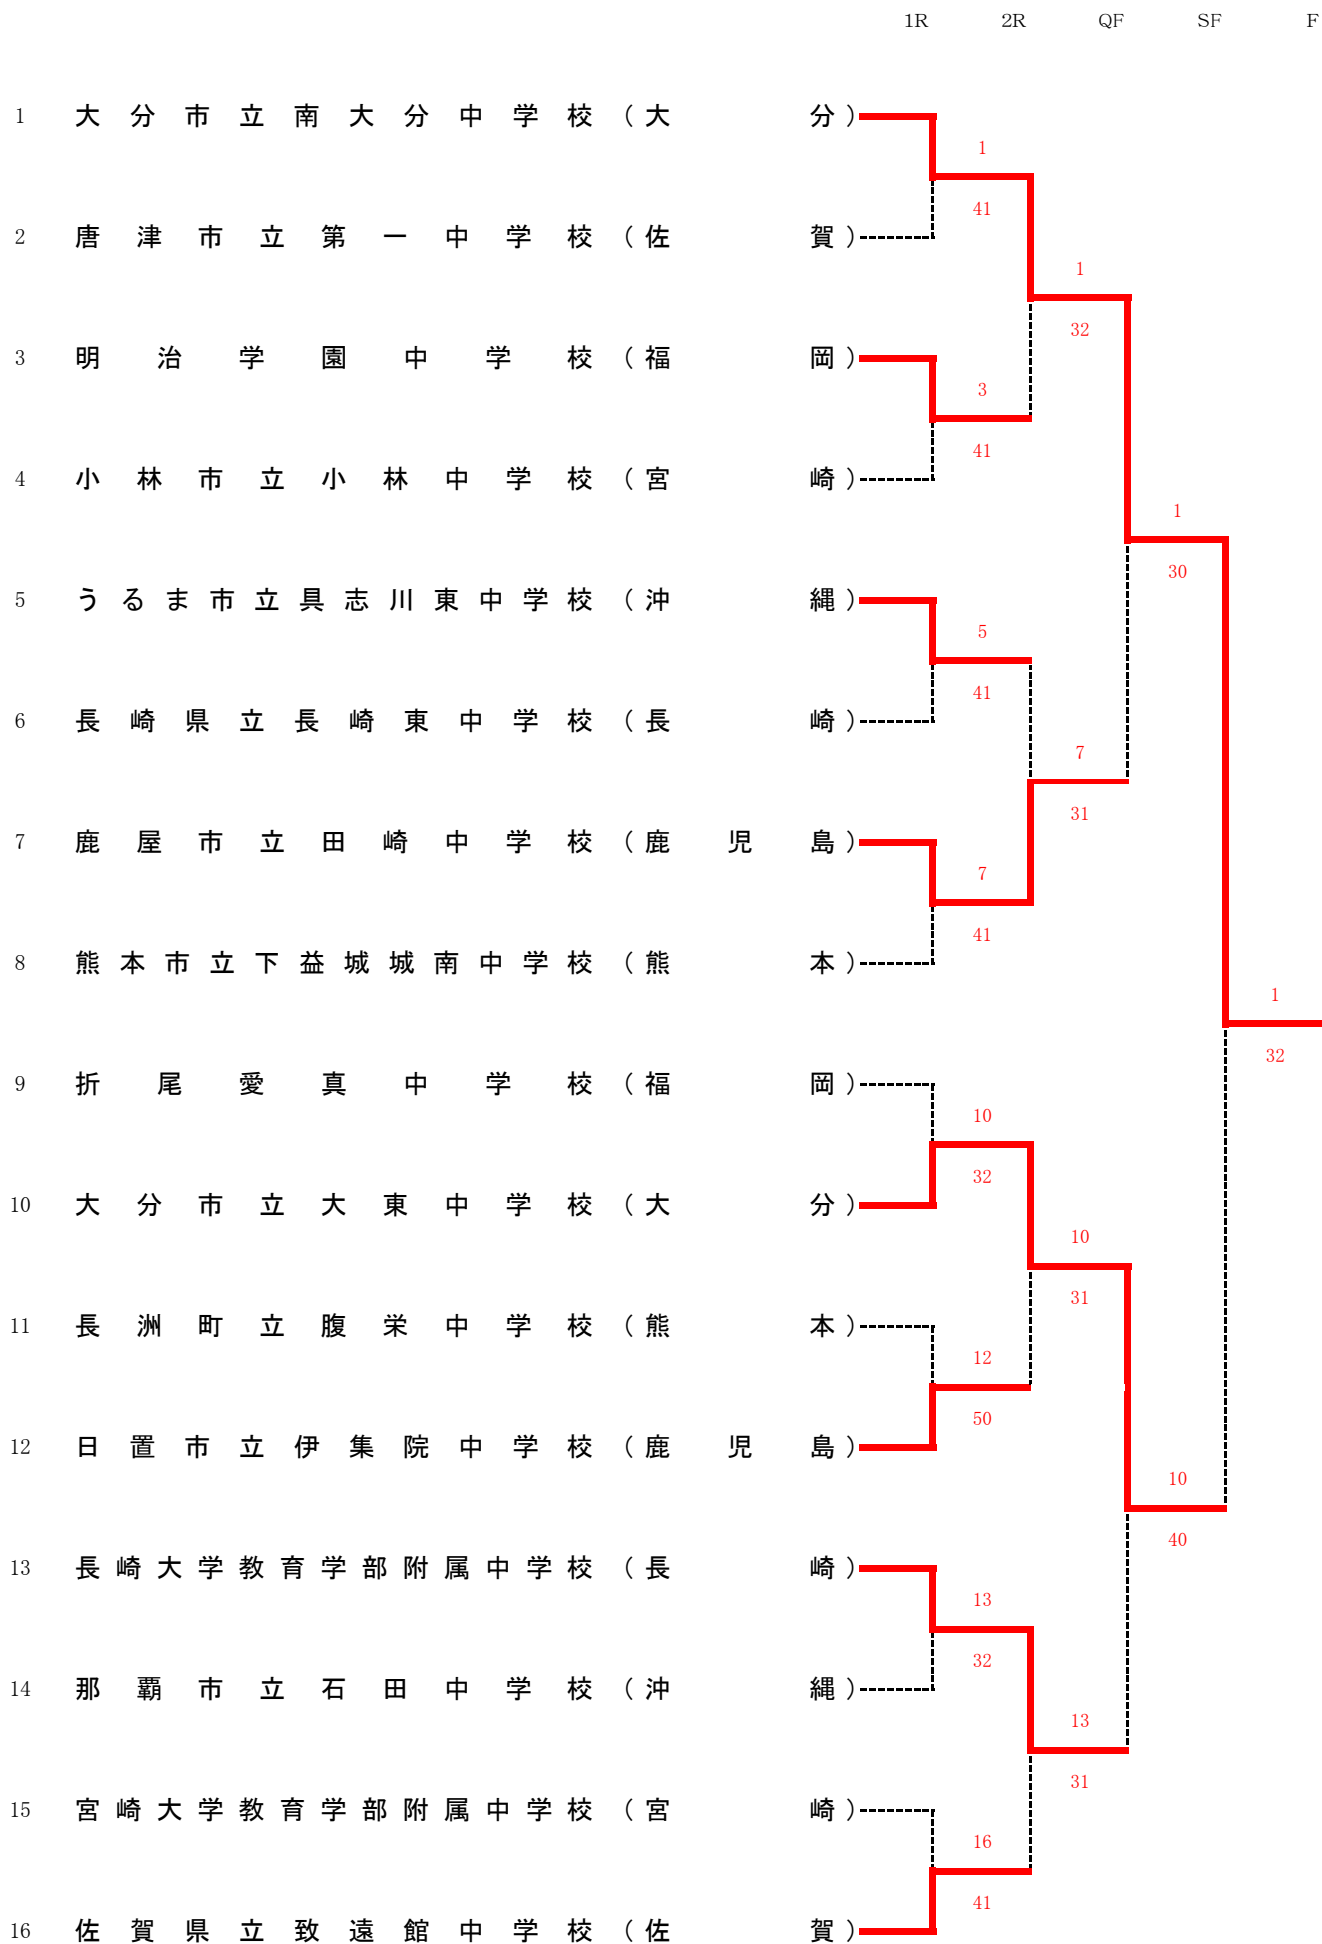 1R 2R QF SF F
1 大分市立南大分中学校（大分）
1
41
2 唐津市立第一中学校（佐賀）
1
32
3 明治学園中学校（福岡）
3
41
4 小林市立小林中学校（宮崎）
1
30
5 うるま市立具志川東中学校（沖縄）
5
41
6 長崎県立長崎東中学校（長崎）
7
31
7 鹿屋市立田崎中学校（鹿児島）
7
41
8 熊本市立下益城城南中学校（熊本）
1
32
9 折尾愛真中学校（福岡）
10
32
10 大分市立大東中学校（大分）
10
31
11 長洲町立腹栄中学校（熊本）
12
50
12 日置市立伊集院中学校（鹿児島）
10
40
13 長崎大学教育学部附属中学校（長崎）
13
32
14 那覇市立石田中学校（沖縄）
13
31
15 宮崎大学教育学部附属中学校（宮崎）
16
41
16 佐賀県立致遠館中学校（佐賀）